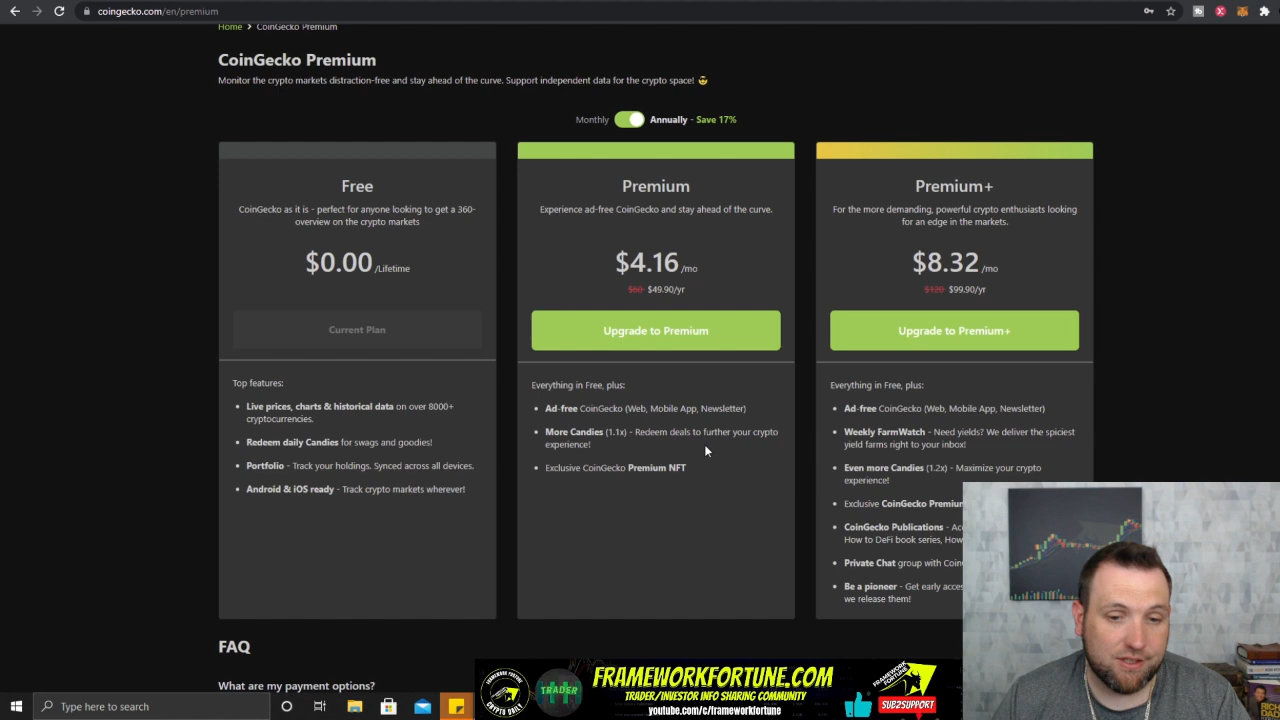 coingecko.com/en/premium
Home > CoinGecko Premium
CoinGecko Premium
Monitor the crypto markets distraction-free and stay ahead of the curve. Support independent data for the crypto space! 😎
Monthly Annually - Save 17%
Free
CoinGecko as it is - perfect for anyone looking to get a 360-
overview on the crypto markets
$0.00 /Lifetime
Current Plan
Top features:
• Live prices, charts & historical data on over 8000+
cryptocurrencies.
• Redeem daily Candies for swags and goodies!
• Portfolio - Track your holdings. Synced across all devices.
• Android & iOS ready - Track crypto markets wherever!
Premium
Experience ad-free CoinGecko and stay ahead of the curve.
$4.16 /mo
$60 $49.90/yr
Upgrade to Premium
Everything in Free, plus:
• Ad-free CoinGecko (Web, Mobile App, Newsletter)
• More Candies (1.1x) - Redeem deals to further your crypto
experience!
• Exclusive CoinGecko Premium NFT
Premium+
For the more demanding, powerful crypto enthusiasts looking
for an edge in the markets.
$8.32 /mo
$120 $99.90/yr
Upgrade to Premium+
Everything in Free, plus:
• Ad-free CoinGecko (Web, Mobile App, Newsletter)
• Weekly FarmWatch - Need yields? We deliver the spiciest
yield farms right to your inbox!
• Even more Candies (1.2x) - Maximize your crypto
experience!
• Exclusive CoinGecko
• CoinGecko Publications -
How to DeFi book series, How
• Private Chat group with
• Be a pioneer - Get early
we release them!
FAQ
What are my payment options?
FRAMEWORK FORTUNE
CRYPTO DAILY
TRADER
FRAMEWORKFORTUNE.COM
TRADER/INVESTOR INFO SHARING COMMUNITY
youtube.com/c/frameworkfortune
FRAMEWORK
FORTUNE
SUB2SUPPORT
Type here to search
RICH
DAD